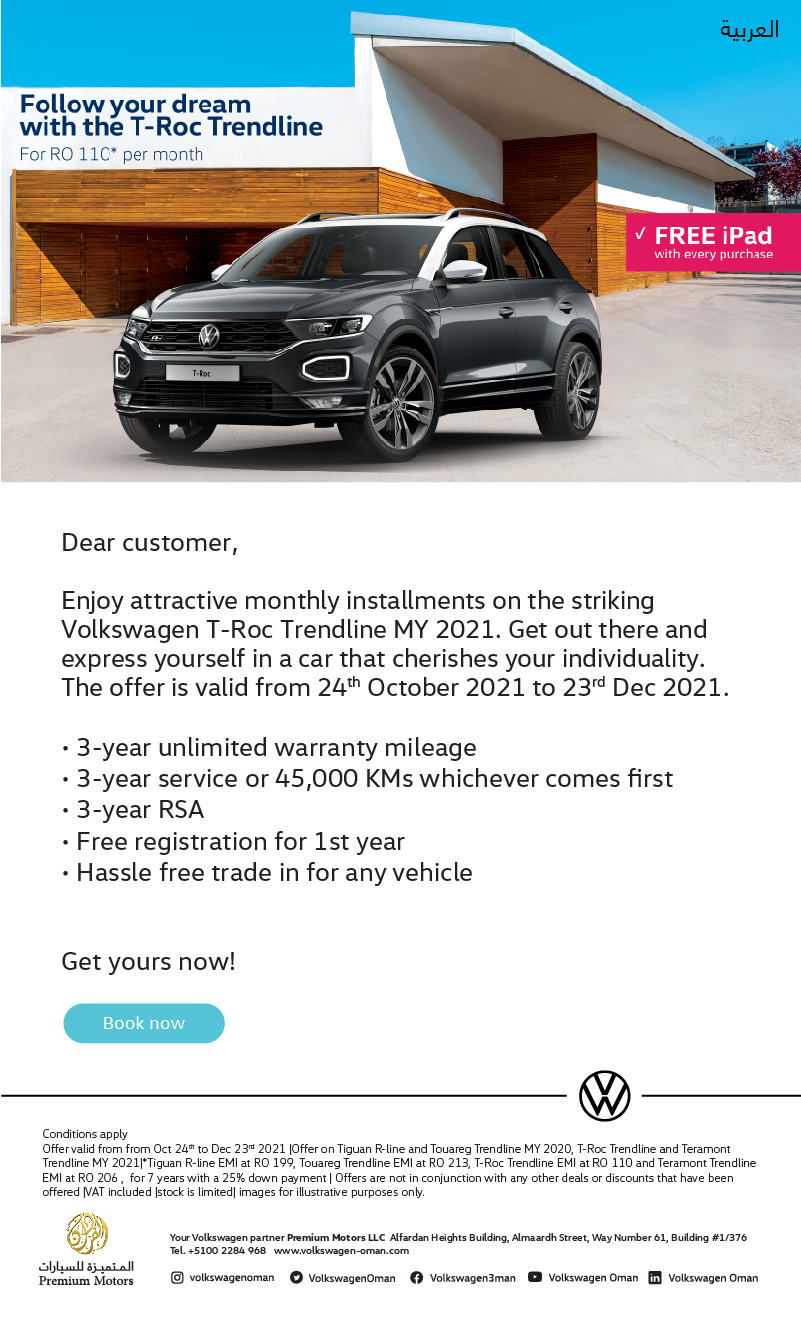 العربية
Follow your dream
with the T-Roc Trendline
For RO 110* per month
✓ FREE iPad
with every purchase
T-Roc
Dear customer,
Enjoy attractive monthly installments on the striking
Volkswagen T-Roc Trendline MY 2021. Get out there and
express yourself in a car that cherishes your individuality.
The offer is valid from 24th October 2021 to 23rd Dec 2021.
• 3-year unlimited warranty mileage
• 3-year service or 45,000 KMs whichever comes first
• 3-year RSA
• Free registration for 1st year
• Hassle free trade in for any vehicle
Get yours now!
Book now
Conditions apply
Offer valid from from Oct 24th to Dec 23rd 2021 |Offer on Tiguan R-line and Touareg Trendline MY 2020, T-Roc Trendline and Teramont
Trendline MY 2021|*Tiguan R-line EMI at RO 199, Touareg Trendline EMI at RO 213, T-Roc Trendline EMI at RO 110 and Teramont Trendline
EMI at RO 206 , for 7 years with a 25% down payment | Offers are not in conjunction with any other deals or discounts that have been
offered |VAT included |stock is limited| images for illustrative purposes only.
المتميزة للسيارات
Premium Motors
Your Volkswagen partner Premium Motors LLC Alfardan Heights Building, Almaardh Street, Way Number 61, Building #1/376
Tel. +5100 2284 968 www.volkswagen-oman.com
volkswagenoman VolkswagenOman Volkswagen3man Volkswagen Oman Volkswagen Oman